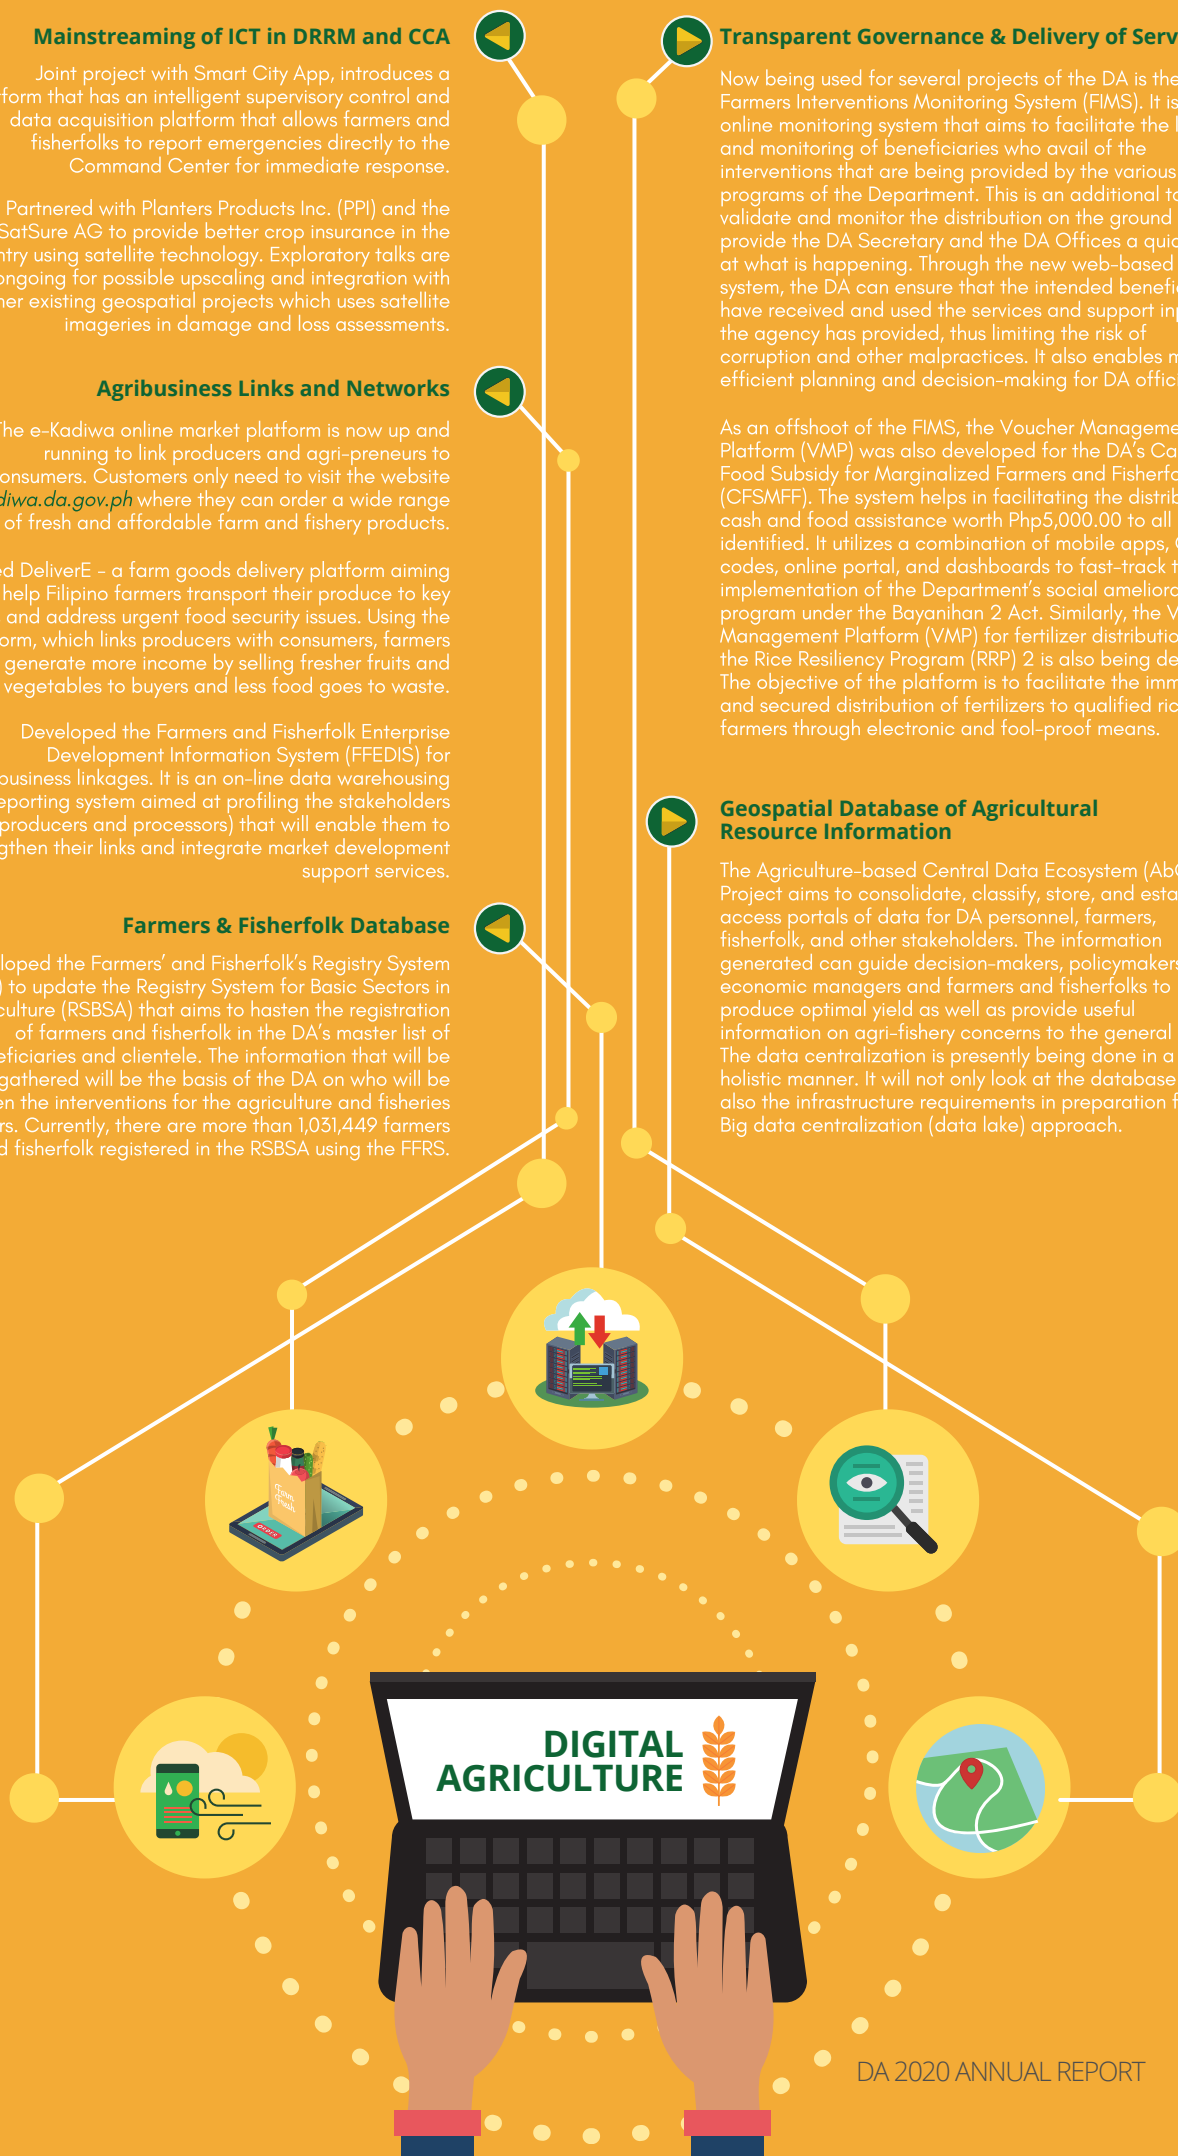 Mainstreaming of ICT in DRRM and CCA
Joint project with Smart City App, introduces a
form that has an intelligent supervisory control and
data acquisition platform that allows farmers and
fisherfolks to report emergencies directly to the
Command Center for immediate response.
Partnered with Planters Products Inc. (PPI) and the
SatSure AG to provide better crop insurance in the
ntry using satellite technology. Exploratory talks are
ongoing for possible upscaling and integration with
her existing geospatial projects which uses satellite
imageries in damage and loss assessments.
Agribusiness Links and Networks
The e-Kadiwa online market platform is now up and
running to link producers and agri-preneurs to
onsumers. Customers only need to visit the website
diwa.da.gov.ph where they can order a wide range
of fresh and affordable farm and fishery products.
ed DeliverE - a farm goods delivery platform aiming
help Filipino farmers transport their produce to key
and address urgent food security issues. Using the
orm, which links producers with consumers, farmers
generate more income by selling fresher fruits and
vegetables to buyers and less food goes to waste.
Developed the Farmers and Fisherfolk Enterprise
Development Information System (FFEDIS) for
business linkages. It is an on-line data warehousing
eporting system aimed at profiling the stakeholders
producers and processors) that will enable them to
gthen their links and integrate market development
support services.
Farmers & Fisherfolk Database
loped the Farmers' and Fisherfolk's Registry System
) to update the Registry System for Basic Sectors in
culture (RSBSA) that aims to hasten the registration
of farmers and fisherfolk in the DA's master list of
eficiaries and clientele. The information that will be
gathered will be the basis of the DA on who will be
en the interventions for the agriculture and fisheries
rs. Currently, there are more than 1,031,449 farmers
d fisherfolk registered in the RSBSA using the FFRS.
Transparent Governance & Delivery of Serv
Now being used for several projects of the DA is the
Farmers Interventions Monitoring System (FIMS). It is
online monitoring system that aims to facilitate the l
and monitoring of beneficiaries who avail of the
interventions that are being provided by the various
programs of the Department. This is an additional to
validate and monitor the distribution on the ground
provide the DA Secretary and the DA Offices a quic
at what is happening. Through the new web-based
system, the DA can ensure that the intended benefic
have received and used the services and support inp
the agency has provided, thus limiting the risk of
corruption and other malpractices. It also enables m
efficient planning and decision-making for DA offici
As an offshoot of the FIMS, the Voucher Manageme
Platform (VMP) was also developed for the DA's Ca
Food Subsidy for Marginalized Farmers and Fisherfo
(CFSMFF). The system helps in facilitating the distrib
cash and food assistance worth Php5,000.00 to all
identified. It utilizes a combination of mobile apps,
codes, online portal, and dashboards to fast-track t
implementation of the Department's social ameliora
program under the Bayanihan 2 Act. Similarly, the V
Management Platform (VMP) for fertilizer distributio
the Rice Resiliency Program (RRP) 2 is also being de
The objective of the platform is to facilitate the imm
and secured distribution of fertilizers to qualified ric
farmers through electronic and fool-proof means.
Geospatial Database of Agricultural
Resource Information
The Agriculture-based Central Data Ecosystem (AbC
Project aims to consolidate, classify, store, and esta
access portals of data for DA personnel, farmers,
fisherfolk, and other stakeholders. The information
generated can guide decision-makers, policymakers
economic managers and farmers and fisherfolks to
produce optimal yield as well as provide useful
information on agri-fishery concerns to the general
The data centralization is presently being done in a
holistic manner. It will not only look at the database
also the infrastructure requirements in preparation f
Big data centralization (data lake) approach.
Farm
Fresh
ORDER
DIGITAL
AGRICULTURE
DA 2020 ANNUAL REPORT